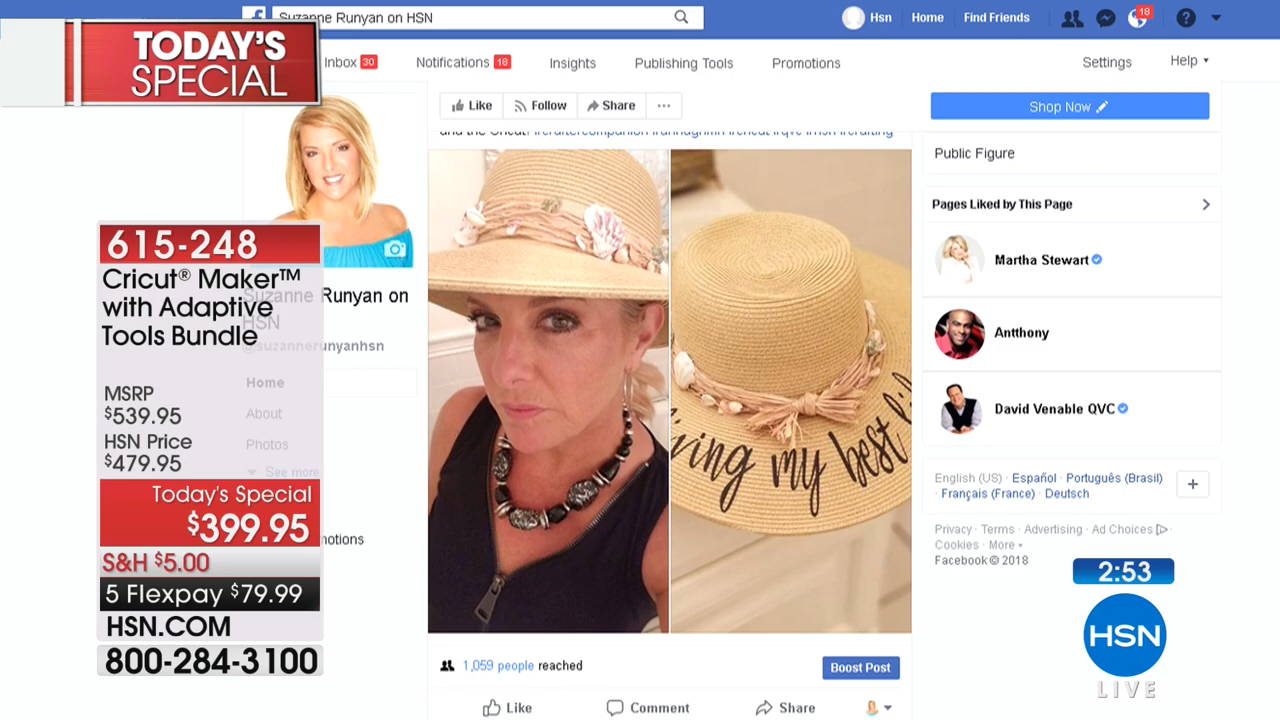 TODAY'S
SPECIAL
Suzanne Runyan on HSN
Hsn
Home
Find Friends
18
Inbox 30
Notifications 18
Insights
Publishing Tools
Promotions
Settings
Help
Like
Follow
Share
Shop Now
Public Figure
Pages Liked by This Page
Martha Stewart
Antthony
David Venable QVC
English (US) · Español · Português (Brasil)
· Français (France) · Deutsch
Privacy · Terms · Advertising · Ad Choices
Cookies · More
Facebook © 2018
615-248
Cricut® Maker™
with Adaptive
Tools Bundle
MSRP
$539.95
HSN Price
$479.95
Today's Special
$399.95
S&H $5.00
5 Flexpay $79.99
HSN.COM
800-284-3100
Suzanne Runyan on
HSN
@suzannerunyanhsn
Home
About
Photos
See more
my best
1,059 people reached
Boost Post
Like
Comment
Share
2:53
HSN
LIVE